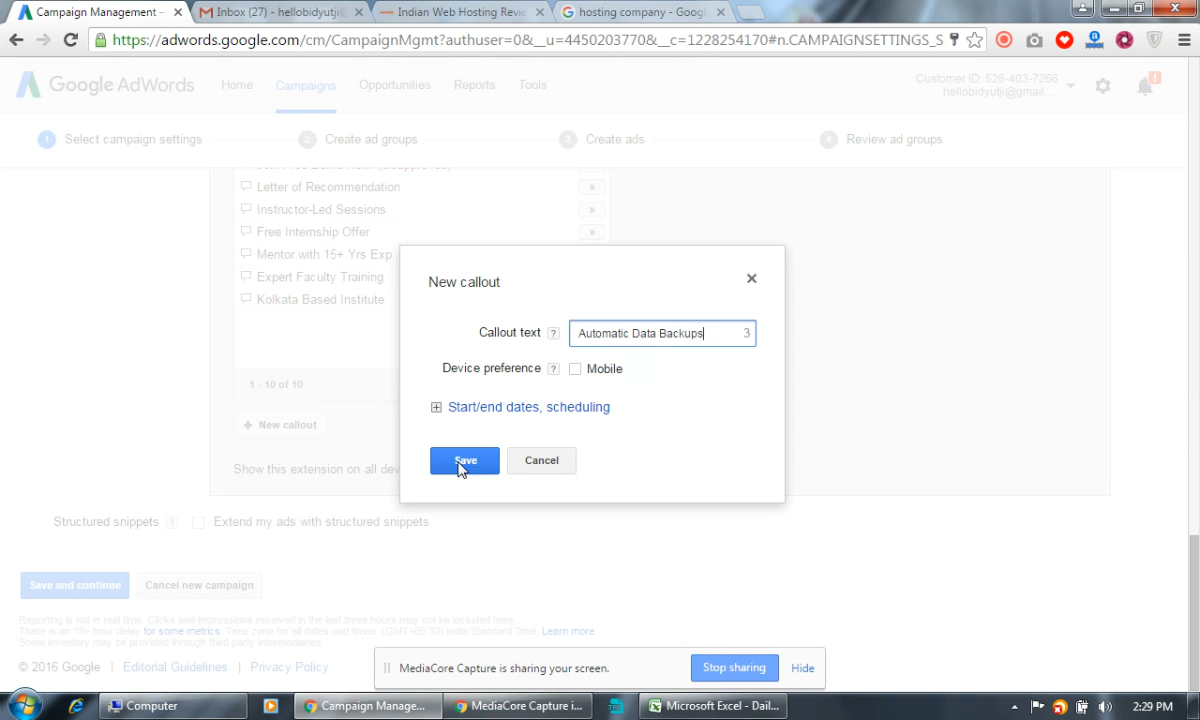 Campaign Management –
Inbox (27) - hellobidyutji@
Indian Web Hosting Revie
hosting company - Google
https://adwords.google.com/cm/CampaignMgmt?authuser=0&__u=4450203770&__c=1228254170#n.CAMPAIGNSETTINGS_S
Google AdWords
Home
Campaigns
Opportunities
Reports
Tools
Customer ID: 526-403-7266
hellobidyutji@gmail....
1 Select campaign settings
2 Create ad groups
3 Create ads
4 Review ad groups
Letter of Recommendation
Instructor-Led Sessions
Free Internship Offer
Mentor with 15+ Yrs Exp
Expert Faculty Training
Kolkata Based Institute
1 - 10 of 10
+ New callout
Show this extension on all dev
New callout
Callout text ? Automatic Data Backups 3
Device preference ? Mobile
Start/end dates, scheduling
Save
Cancel
Structured snippets ? Extend my ads with structured snippets
Save and continue
Cancel new campaign
Reporting is not in real time. Clicks and impressions received in the last three hours may not be included here.
There is an 18+ hour delay for some metrics. Time zone for all dates and times: (GMT+05:30) India Standard Time. Learn more
Some inventory may be provided through third party intermediaries.
© 2016 Google | Editorial Guidelines | Privacy Policy
MediaCore Capture is sharing your screen.
Stop sharing
Hide
Computer
Campaign Manage...
MediaCore Capture i...
Microsoft Excel - Dail...
2:29 PM